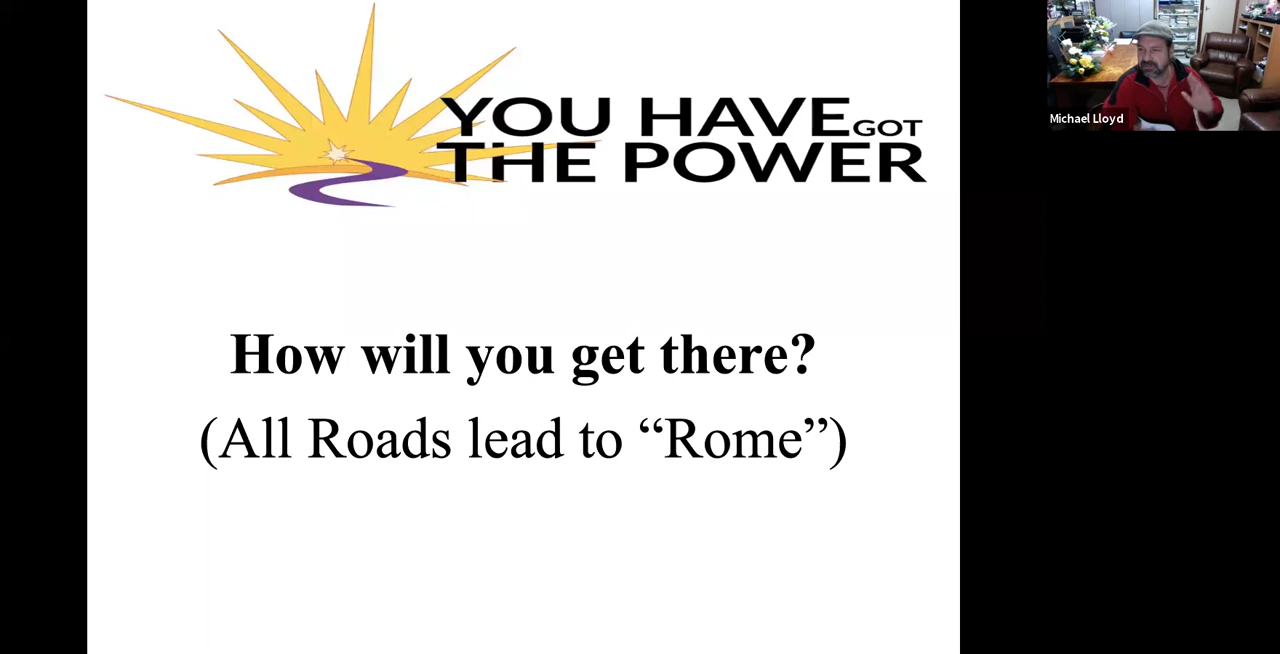 YOU HAVE GOT
THE POWER
How will you get there?
(All Roads lead to “Rome”)
Michael Lloyd